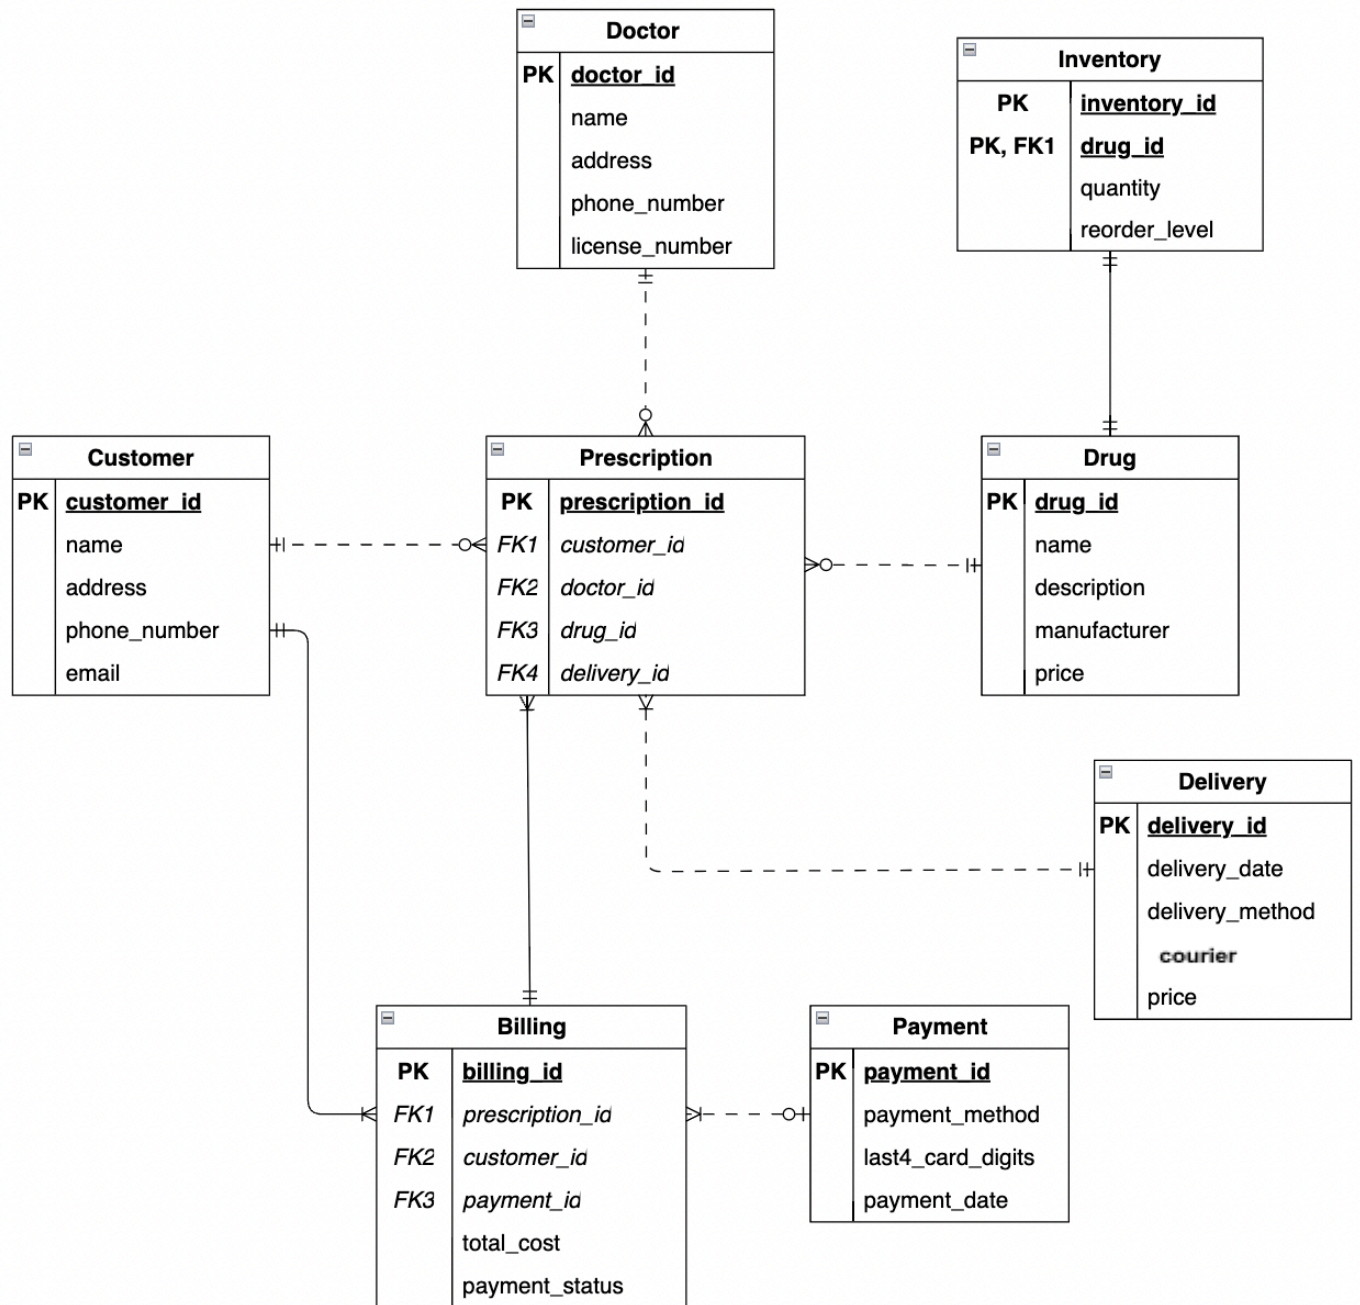 Doctor
PK doctor_id
name
address
phone_number
license_number
Inventory
PK inventory_id
PK, FK1 drug_id
quantity
reorder_level
Customer
PK customer_id
name
address
phone_number
email
Prescription
PK prescription_id
FK1 customer_id
FK2 doctor_id
FK3 drug_id
FK4 delivery_id
Drug
PK drug_id
name
description
manufacturer
price
Delivery
PK delivery_id
delivery_date
delivery_method
courier
price
Billing
PK billing_id
FK1 prescription_id
FK2 customer_id
FK3 payment_id
total_cost
payment_status
Payment
PK payment_id
payment_method
last4_card_digits
payment_date